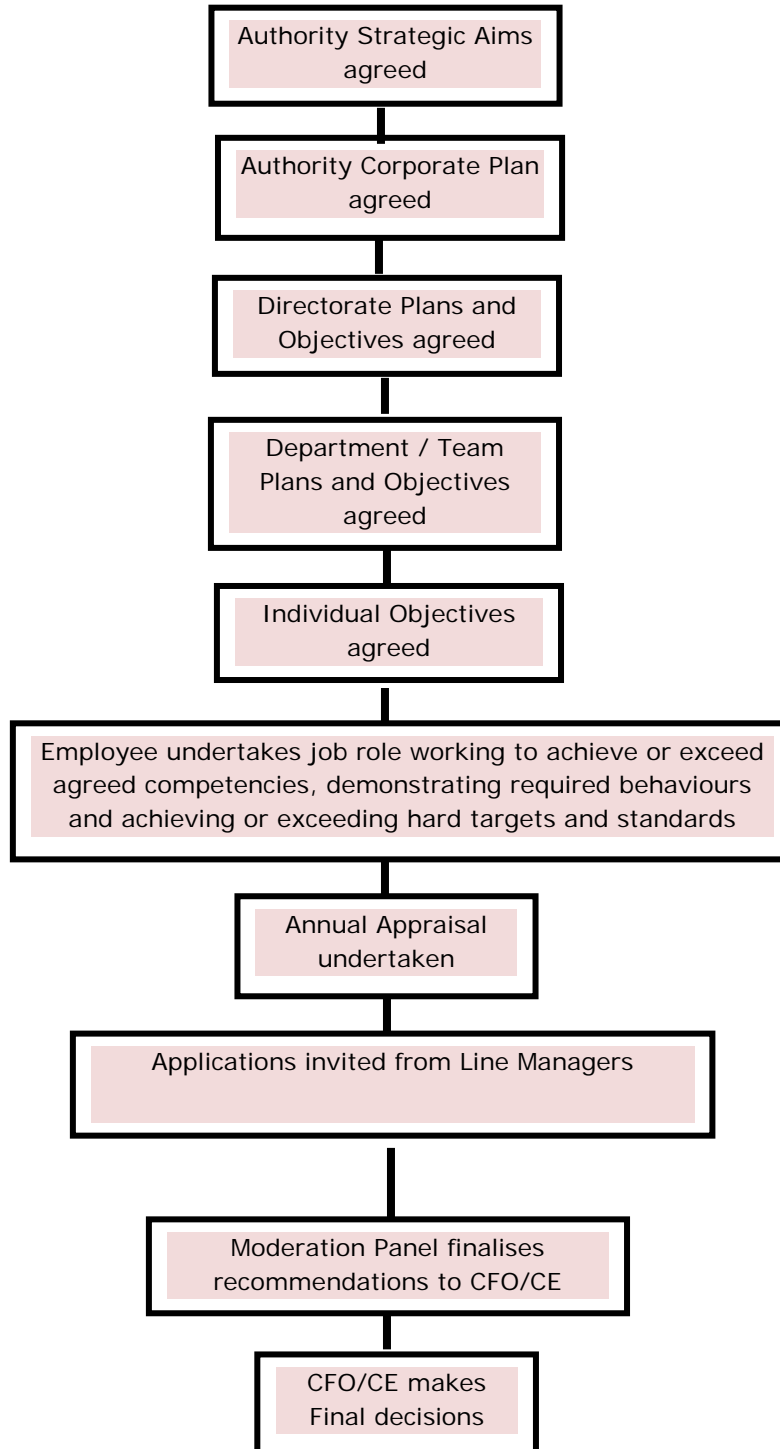 Authority Strategic Aims
agreed
Authority Corporate Plan
agreed
Directorate Plans and
Objectives agreed
Department / Team
Plans and Objectives
agreed
Individual Objectives
agreed
Employee undertakes job role working to achieve or exceed
agreed competencies, demonstrating required behaviours
and achieving or exceeding hard targets and standards
Annual Appraisal
undertaken
Applications invited from Line Managers
Moderation Panel finalises
recommendations to CFO/CE
CFO/CE makes
Final decisions